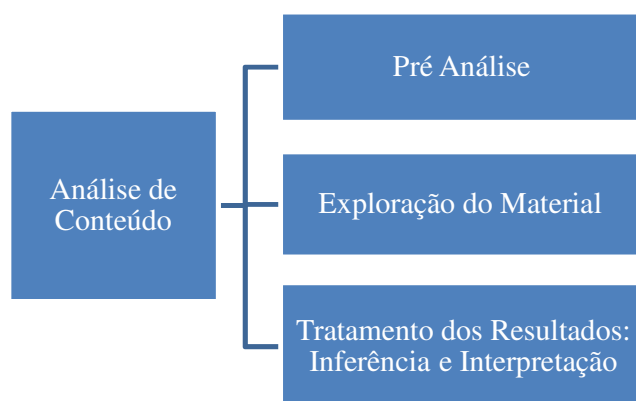 Análise de
Conteúdo
Pré Análise
Exploração do Material
Tratamento dos Resultados:
Inferência e Interpretação